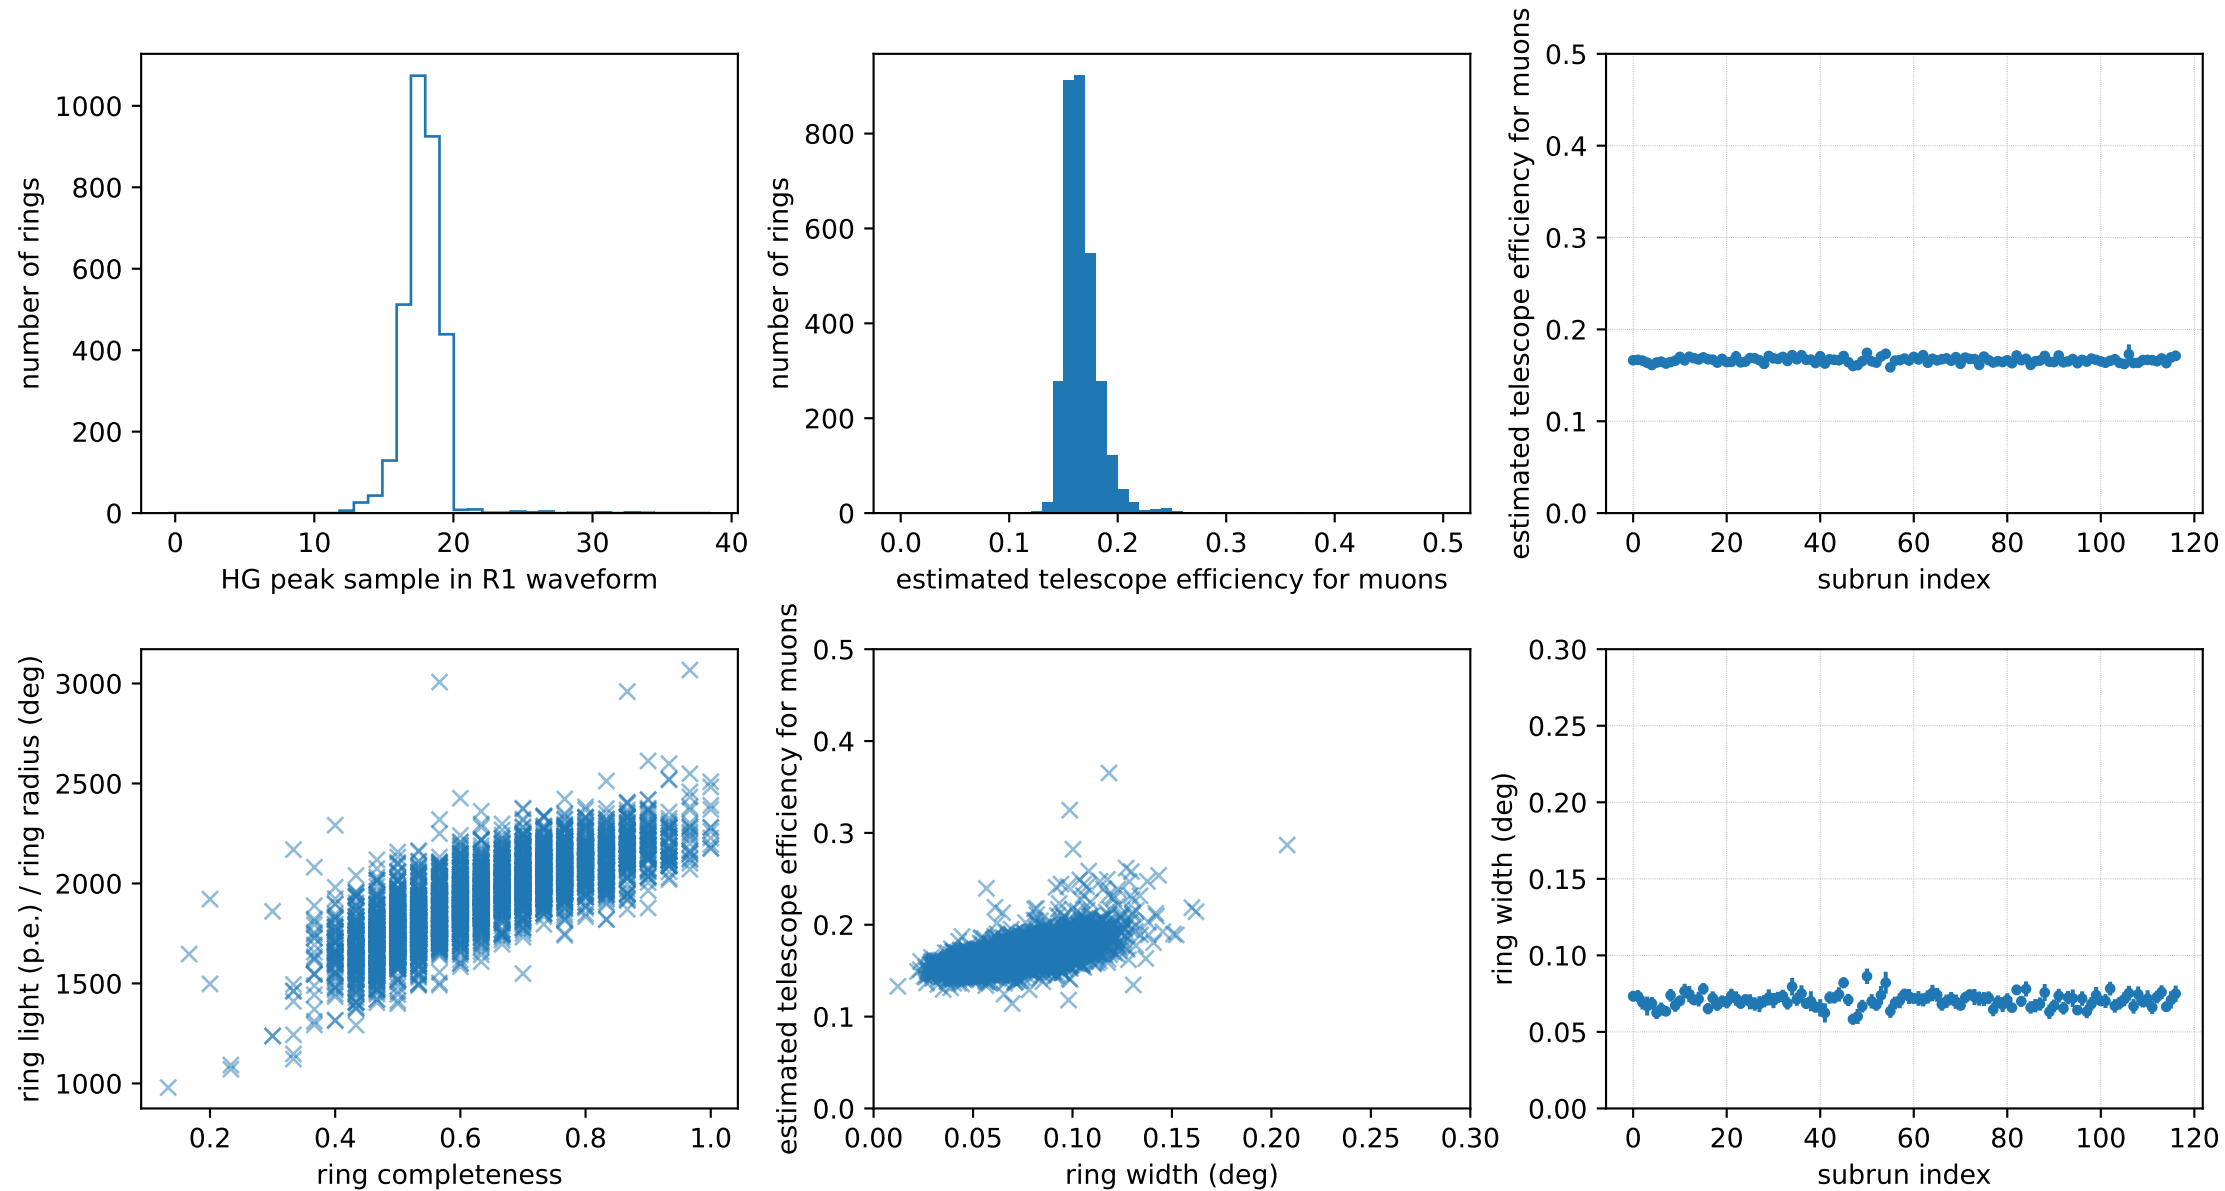 number of rings
1000
800
600
400
200
0
0 10 20 30 40
HG peak sample in R1 waveform
number of rings
800
600
400
200
0
0.0 0.1 0.2 0.3 0.4 0.5
estimated telescope efficiency for muons
estimated telescope efficiency for muons
0.5
0.4
0.3
0.2
0.1
0.0
0 20 40 60 80 100 120
subrun index
ring light (p.e.) / ring radius (deg)
3000
2500
2000
1500
1000
0.2 0.4 0.6 0.8 1.0
ring completeness
estimated telescope efficiency for muons
0.5
0.4
0.3
0.2
0.1
0.0
0.00 0.05 0.10 0.15 0.20 0.25 0.30
ring width (deg)
ring width (deg)
0.30
0.25
0.20
0.15
0.10
0.05
0.00
0 20 40 60 80 100 120
subrun index